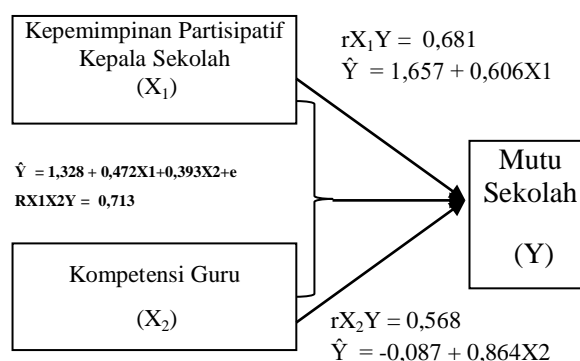 Kepemimpinan Partisipatif
Kepala Sekolah
(X₁)
rX₁Y = 0,681
Ŷ = 1,657 + 0,606X1
Ŷ = 1,328 + 0,472X1+0,393X2+e
RX1X2Y = 0,713
Mutu
Sekolah
(Y)
Kompetensi Guru
(X₂)
rX₂Y = 0,568
Ŷ = -0,087 + 0,864X2